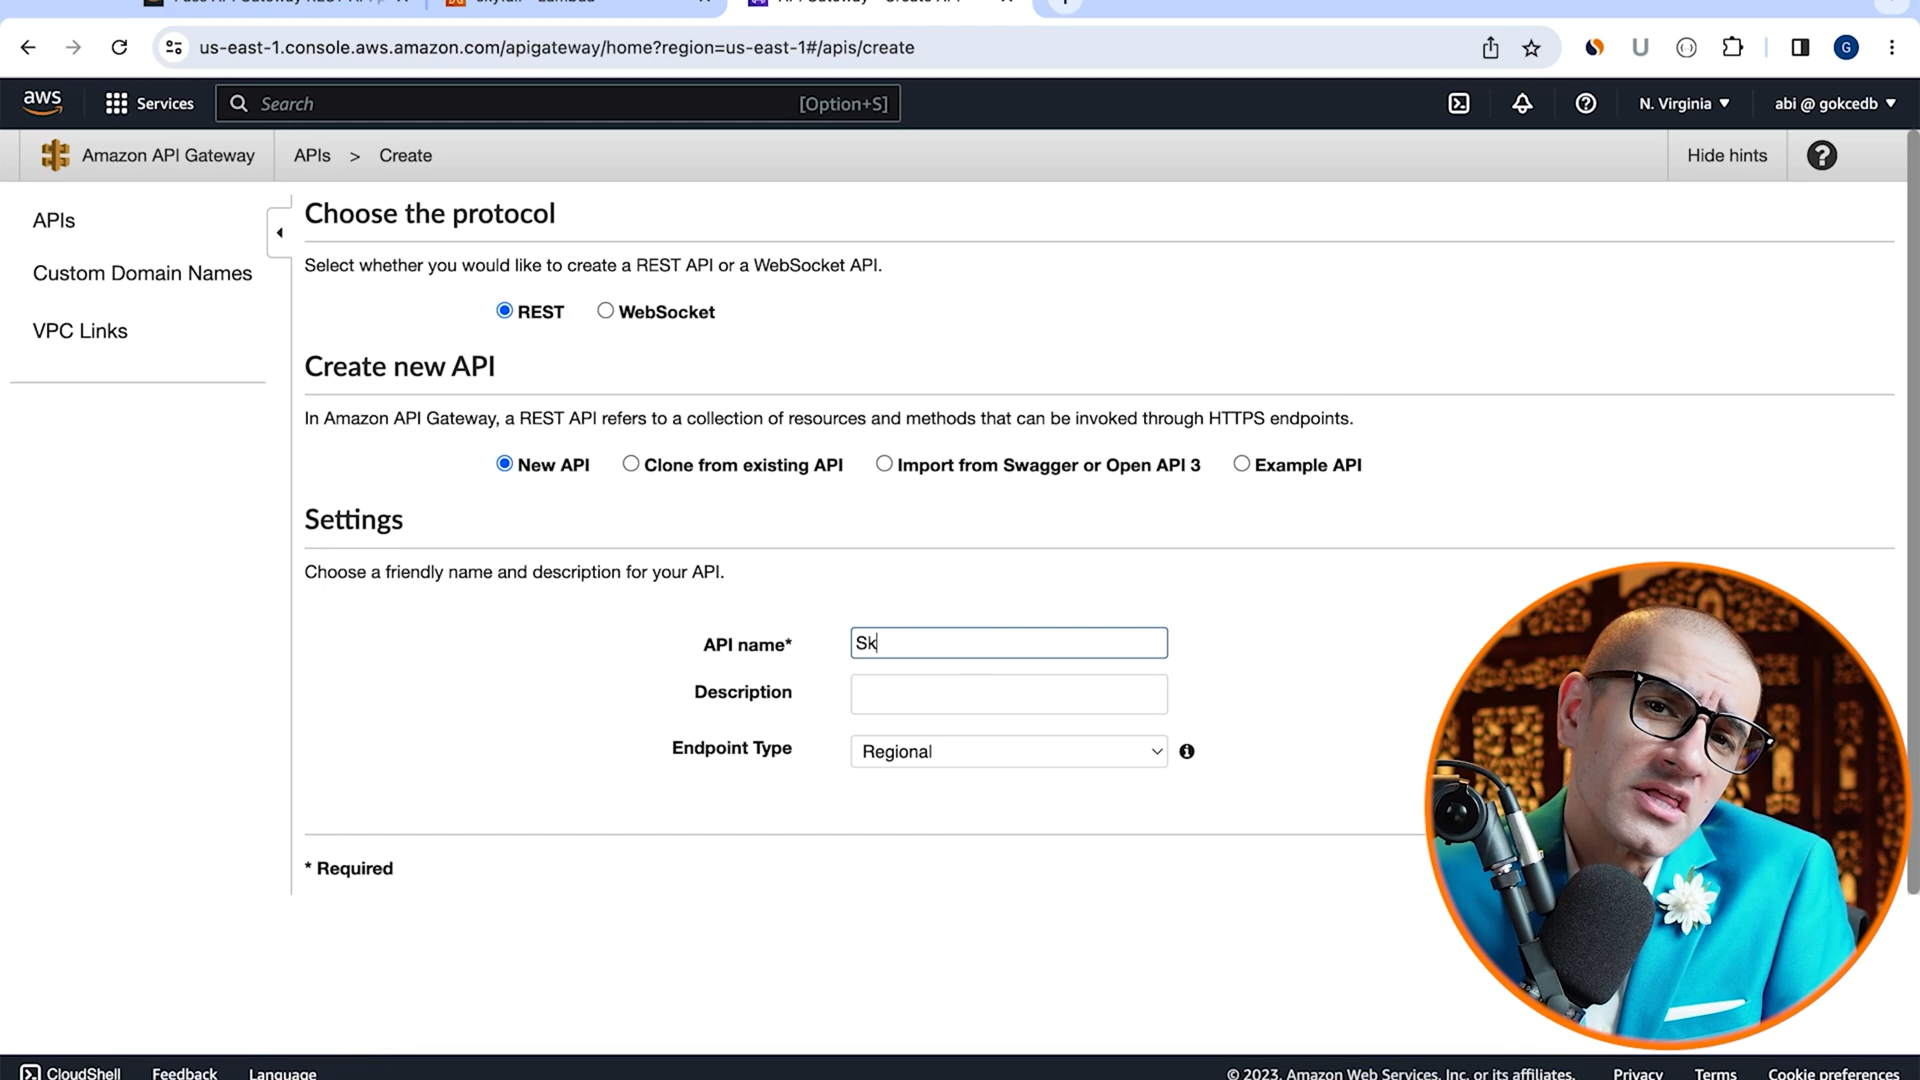 us-east-1.console.aws.amazon.com/apigateway/home?region=us-east-1#/apis/create
G
aws
Services
Search
[Option+S]
N. Virginia
abi @ gokcedb
Amazon API Gateway
APIs > Create
Hide hints
APIs
Custom Domain Names
VPC Links
Choose the protocol
Select whether you would like to create a REST API or a WebSocket API.
REST
WebSocket
Create new API
In Amazon API Gateway, a REST API refers to a collection of resources and methods that can be invoked through HTTPS endpoints.
New API
Clone from existing API
Import from Swagger or Open API 3
Example API
Settings
Choose a friendly name and description for your API.
API name*
Sk
Description
Endpoint Type
Regional
* Required
CloudShell
Feedback
Language
© 2023, Amazon Web Services, Inc. or its affiliates.
Privacy
Terms
Cookie preferences